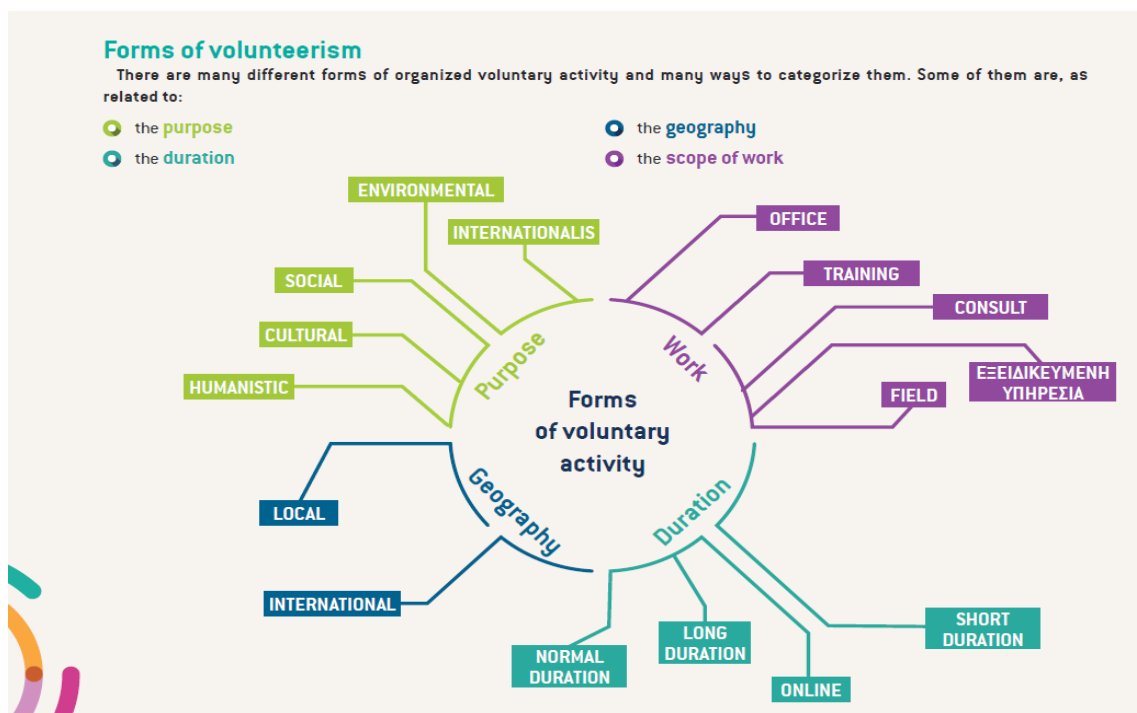 Forms of volunteerism
There are many different forms of organized voluntary activity and many ways to categorize them. Some of them are, as
related to:
the purpose
the geography
the duration
the scope of work
ENVIRONMENTAL
INTERNATIONALIS
SOCIAL
CULTURAL
HUMANISTIC
Purpose
OFFICE
TRAINING
CONSULT
ΕΞΕΙΔΙΚΕΥΜΕΝΗ
ΥΠΗΡΕΣΙΑ
FIELD
Work
Forms
of voluntary
activity
LOCAL
INTERNATIONAL
Geography
Duration
NORMAL
DURATION
LONG
DURATION
ONLINE
SHORT
DURATION